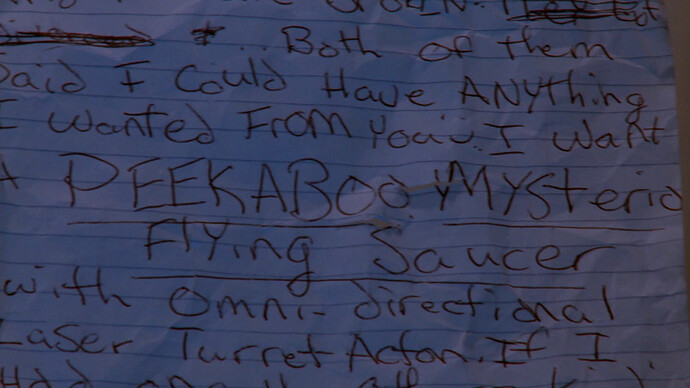 ... Both of them
Said I Could Have ANYthing
I wanted From you... I want
A PEEKABOO MYSterio
Flying Saucer
with Omni-directional
Laser Turret Acton. If I